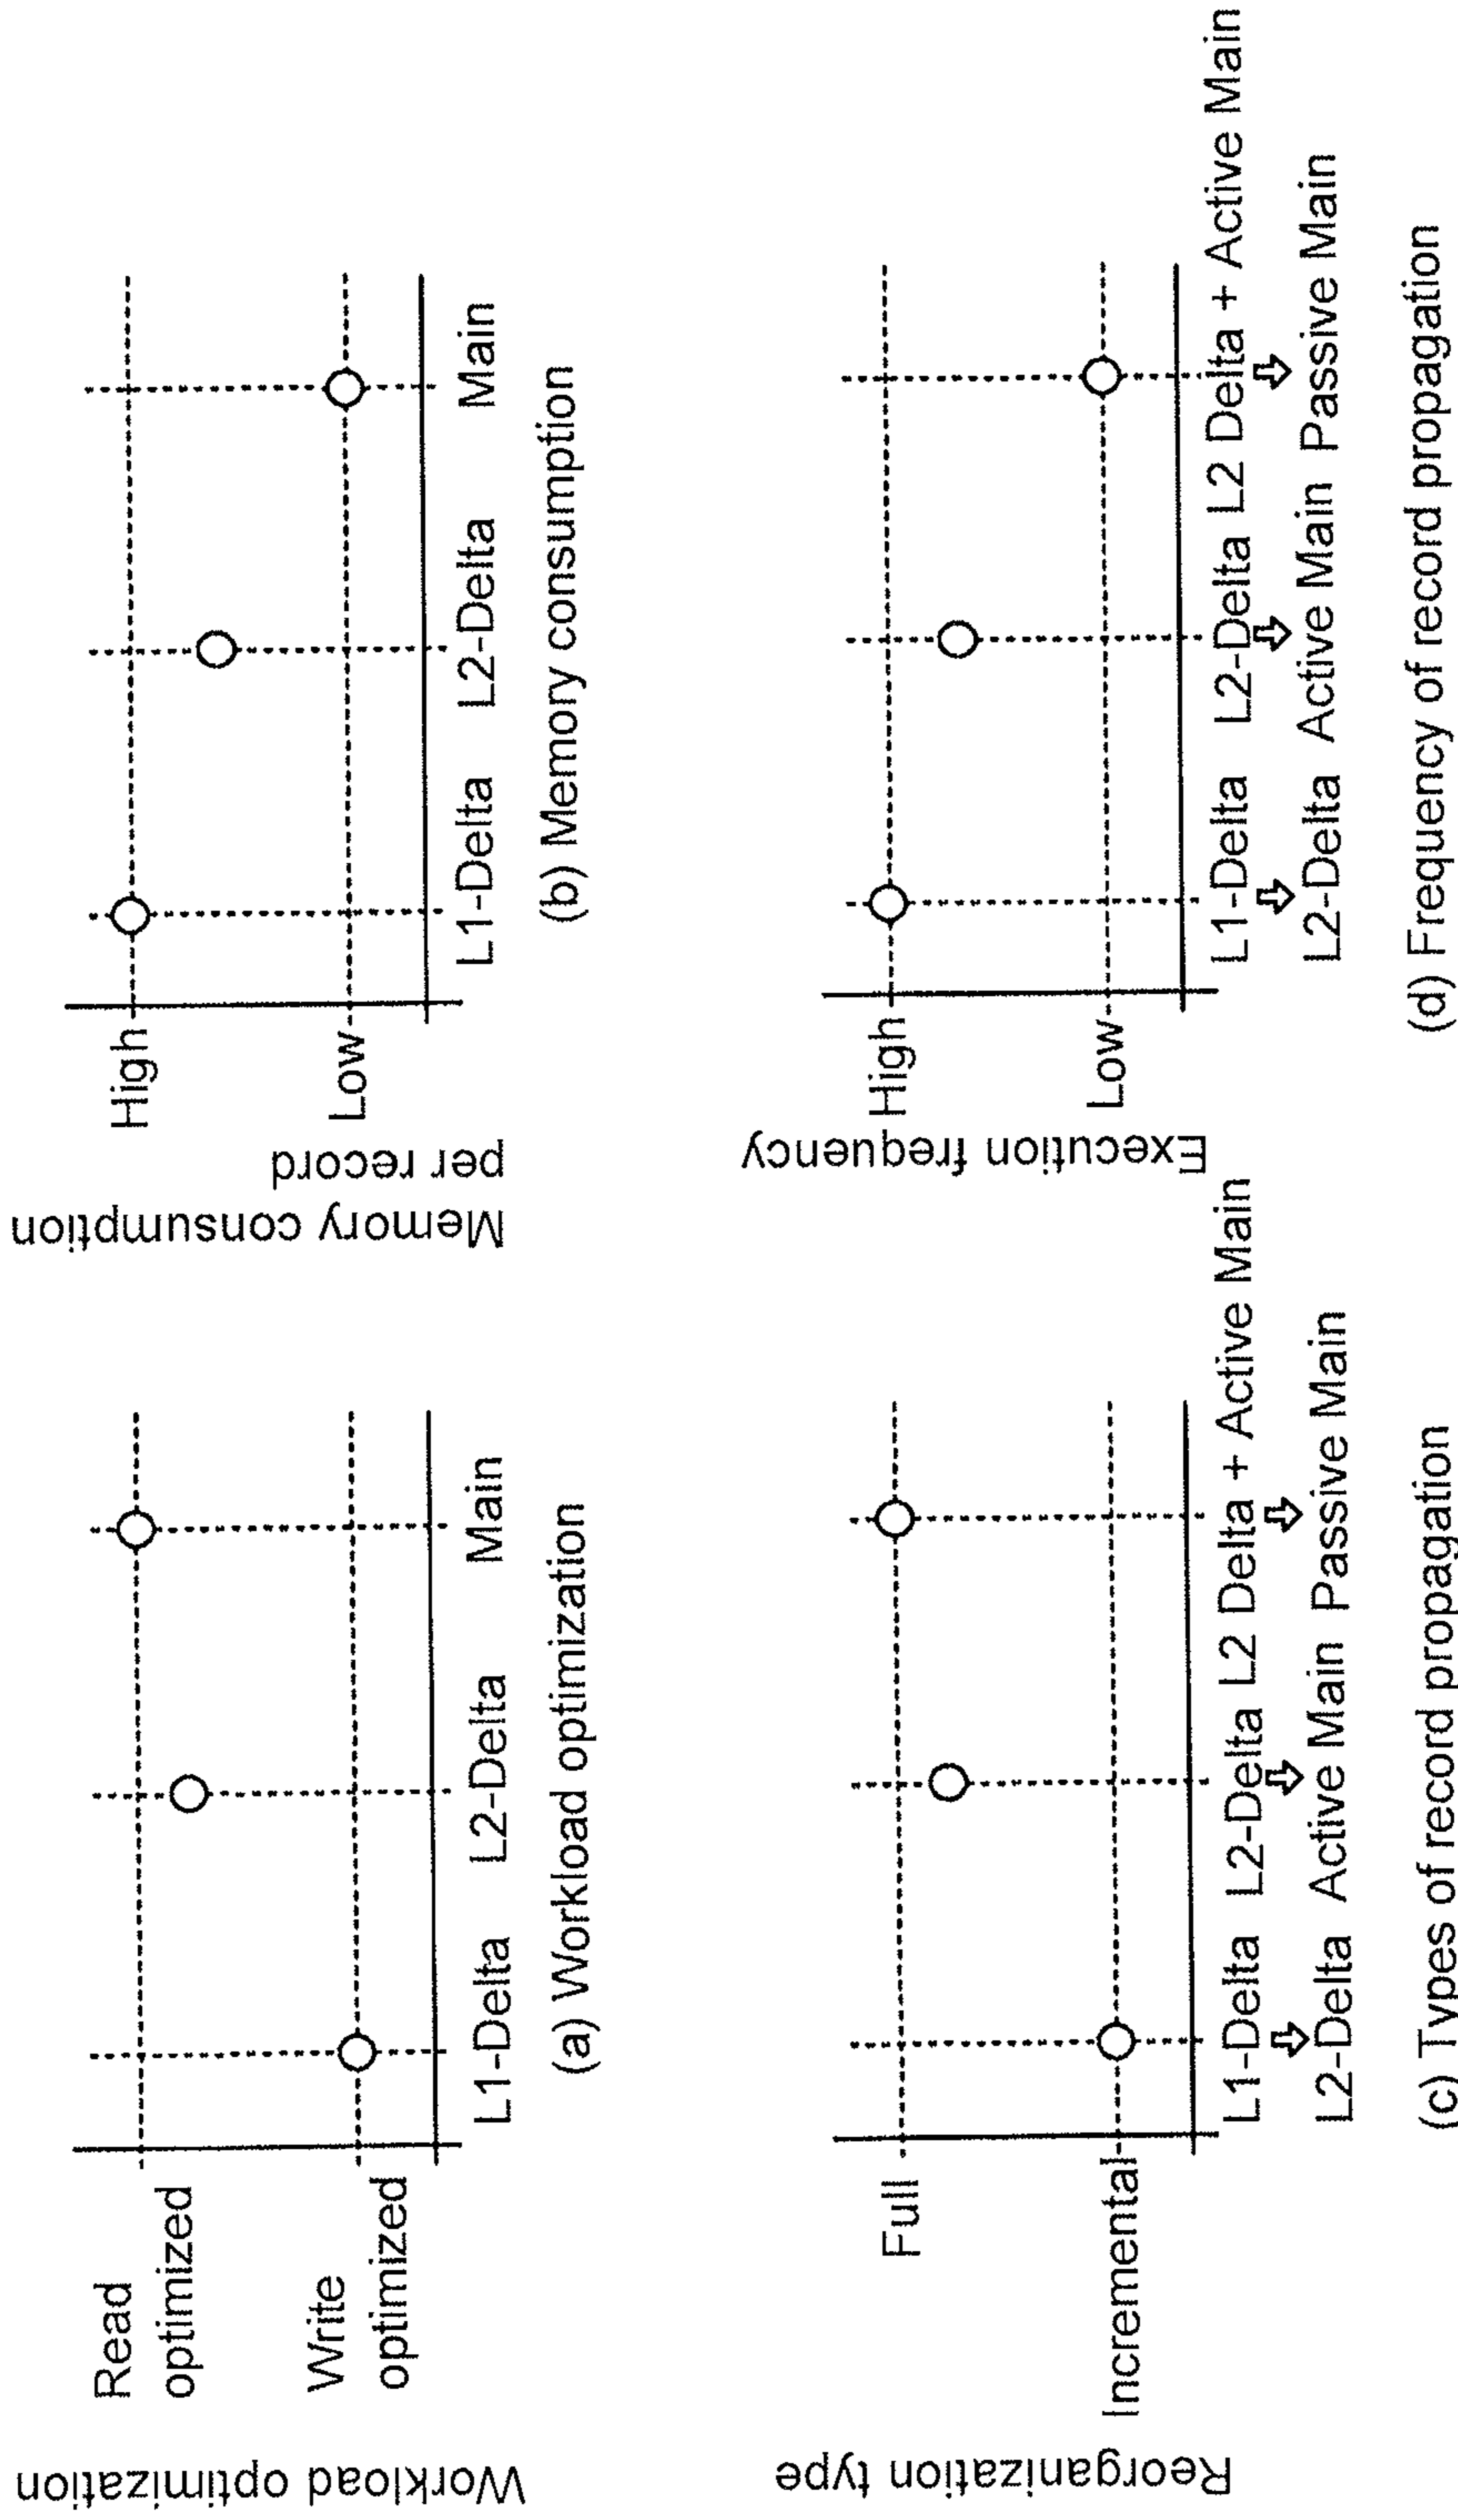 Workload optimization
Read
optimized
Write
optimized
L1-Delta L2-Delta Main
(a) Workload optimization
Memory consumption
per record
High
Low
L1-Delta L2-Delta Main
(b) Memory consumption
Reorganization type
Full
Incremental
L1-Delta L2-Delta L2 Delta + Active Main
L2-Delta Active Main Passive Main
(c) Types of record propagation
Execution frequency
High
Low
L1-Delta L2-Delta L2 Delta + Active Main
L2-Delta Active Main Passive Main
(d) Frequency of record propagation